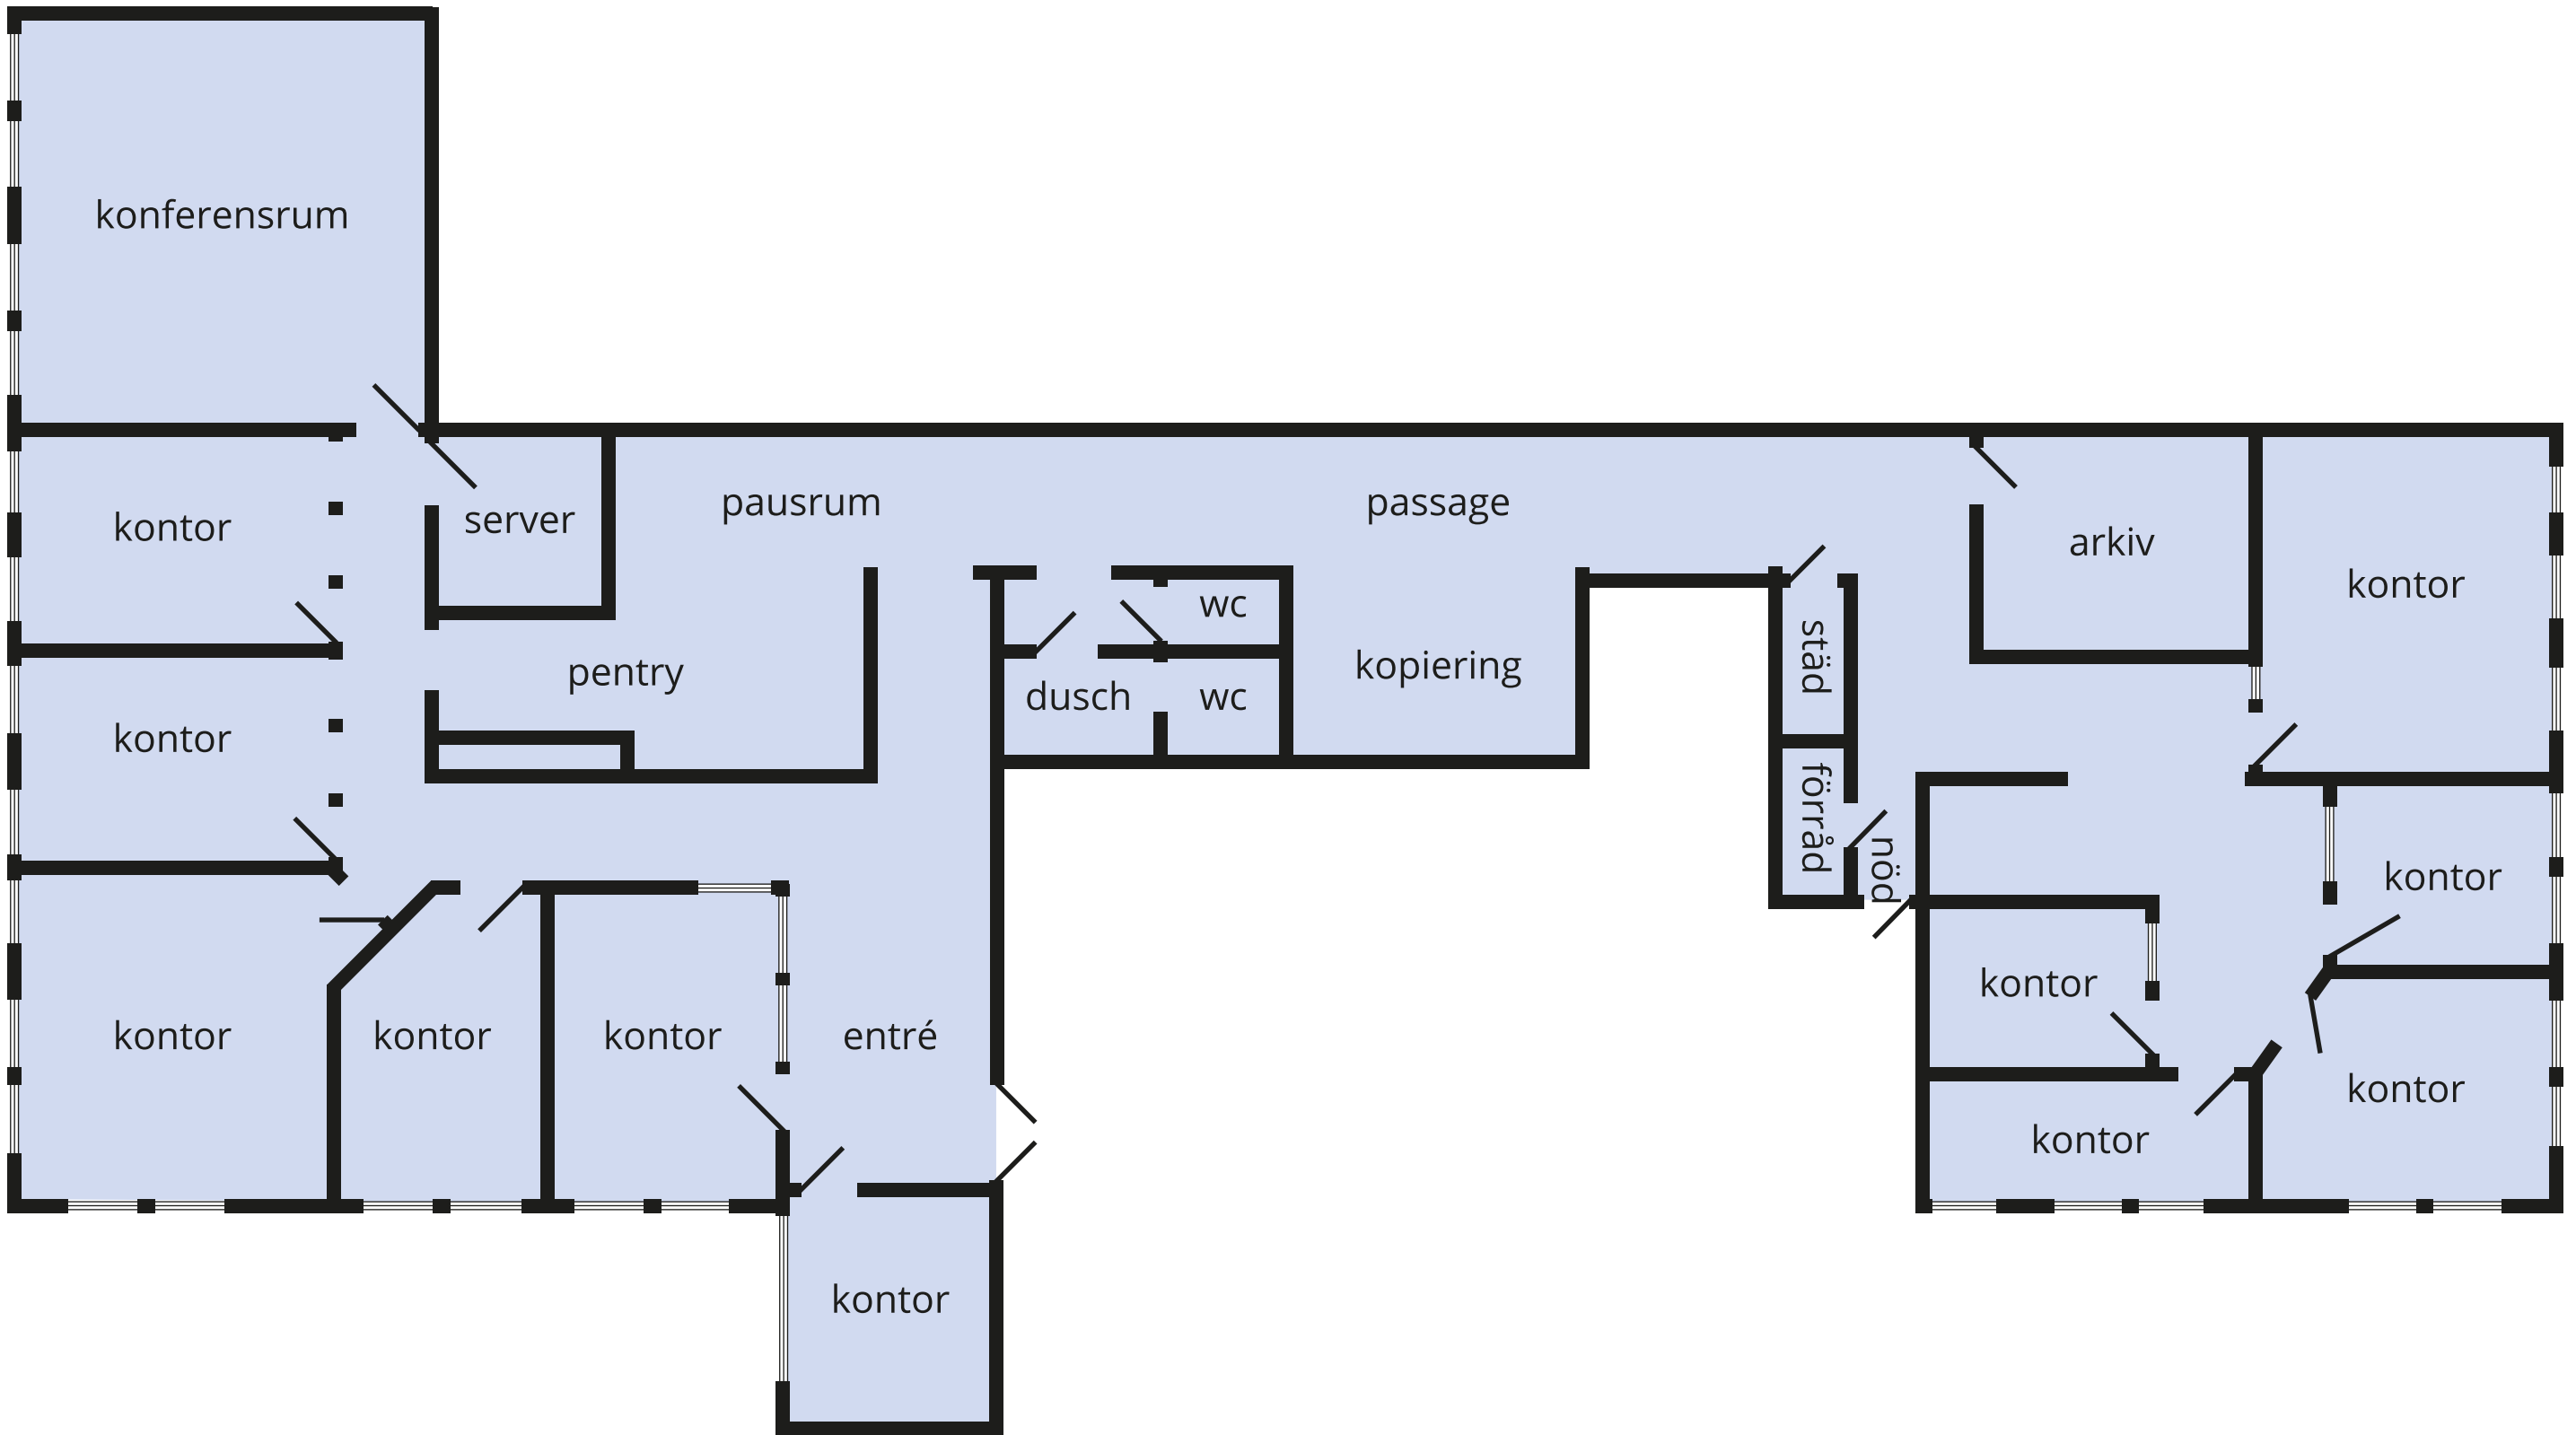 konferensrum
kontor
server
pausrum
passage
arkiv
kontor
pentry
wc
kopiering
städ
kontor
dusch
wc
förråd
nöd
kontor
kontor
kontor
kontor
kontor
entré
kontor
kontor
kontor
kontor